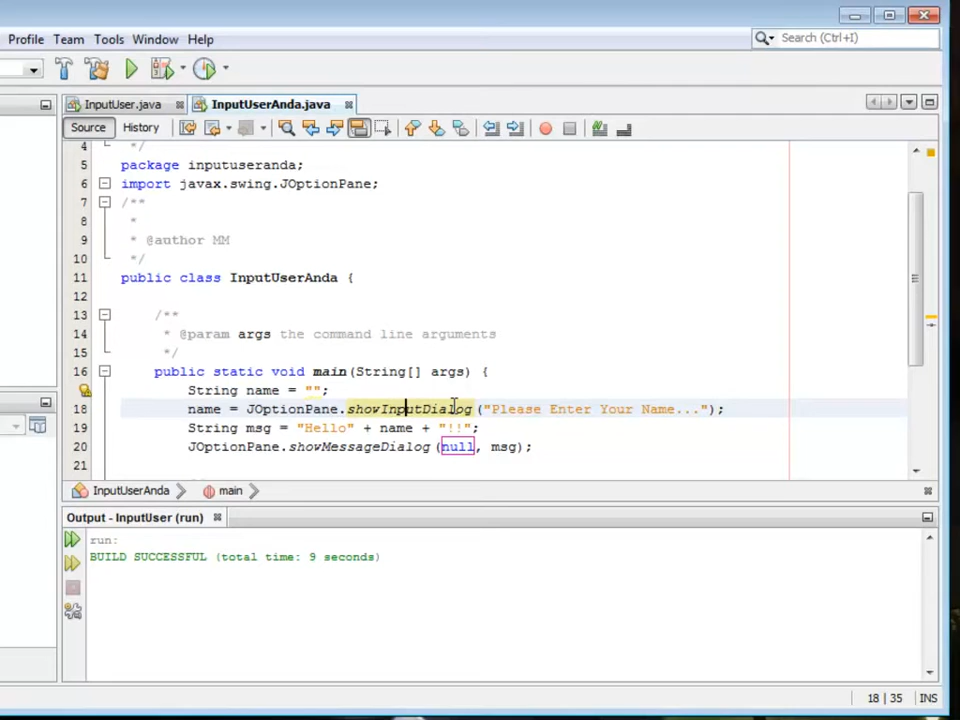 Profile Team Tools Window Help
Search (Ctrl+I)
InputUser.java InputUserAnda.java
Source History
4 */
5 package inputuseranda;
6 import javax.swing.JOptionPane;
7 /**
8 *
9 * @author MM
10 */
11 public class InputUserAnda {
12
13 /**
14 * @param args the command line arguments
15 */
16 public static void main(String[] args) {
String name = "";
18 name = JOptionPane.showInputDialog("Please Enter Your Name...");
19 String msg = "Hello" + name + "!!";
20 JOptionPane.showMessageDialog(null, msg);
21
InputUserAnda main
Output - InputUser (run)
run:
BUILD SUCCESSFUL (total time: 9 seconds)
18 | 35 INS